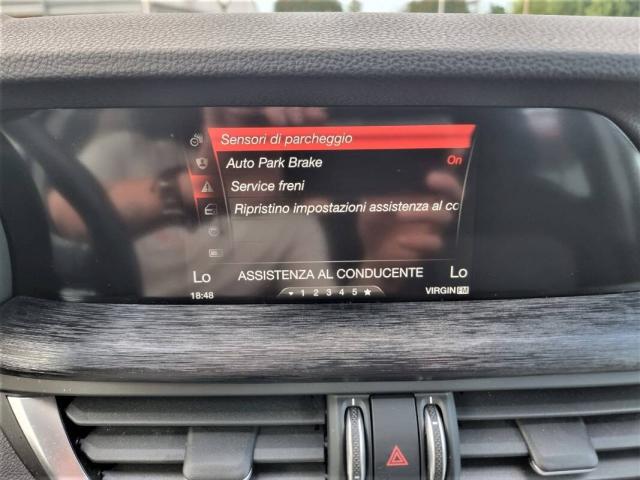 Sensori di parcheggio
Auto Park Brake On
Service freni
Ripristino impostazioni assistenza al co
Lo ASSISTENZA AL CONDUCENTE Lo
18:48 1 2 3 4 5 VIRGIN FM